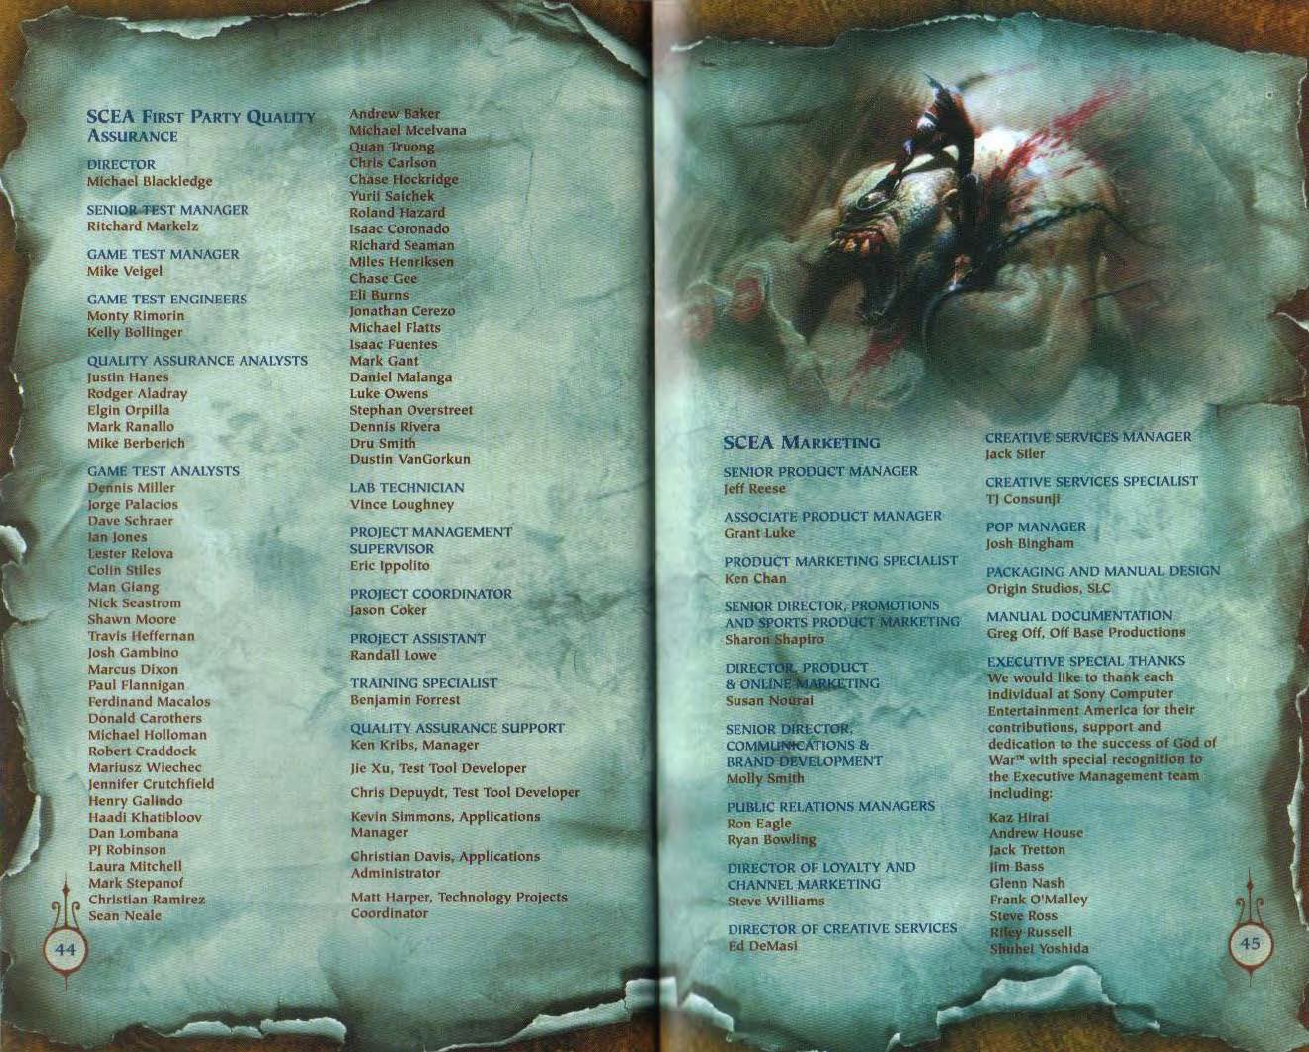 SCEA First Party Quality
Assurance
DIRECTOR
Michael Blackledge
SENIOR TEST MANAGER
Ritchard Markelz
GAME TEST MANAGER
Mike Veigel
GAME TEST ENGINEERS
Monty Rimorin
Kelly Bollinger
QUALITY ASSURANCE ANALYSTS
Justin Hanes
Rodger Aladray
Elgin Orpilla
Mark Ranallo
Mike Berberich
GAME TEST ANALYSTS
Dennis Miller
Jorge Palacios
Dave Schraer
Ian Jones
Lester Relova
Colin Stiles
Man Giang
Nick Seastrom
Shawn Moore
Travis Heffernan
Josh Gambino
Marcus Dixon
Paul Flannigan
Ferdinand Macalos
Donald Carothers
Michael Holloman
Robert Craddock
Mariusz Wiechec
Jennifer Crutchfield
Henry Galindo
Haadi Khatibloov
Dan Lombana
PJ Robinson
Laura Mitchell
Mark Stepanof
Christian Ramirez
Sean Neale
44
Andrew Baker
Michael Mcelvana
Quan Truong
Chris Carlson
Chase Hockridge
Yurii Saichek
Roland Hazard
Isaac Coronado
Richard Seaman
Miles Henriksen
Chase Gee
Eli Burns
Jonathan Cerezo
Michael Flatts
Isaac Fuentes
Mark Gant
Daniel Malanga
Luke Owens
Stephan Overstreet
Dennis Rivera
Dru Smith
Dustin VanGorkun
LAB TECHNICIAN
Vince Loughney
PROJECT MANAGEMENT
SUPERVISOR
Eric Ippolito
PROJECT COORDINATOR
Jason Coker
PROJECT ASSISTANT
Randall Lowe
TRAINING SPECIALIST
Benjamin Forrest
QUALITY ASSURANCE SUPPORT
Ken Kribs, Manager
Jie Xu, Test Tool Developer
Chris Depuydt, Test Tool Developer
Kevin Simmons, Applications
Manager
Christian Davis, Applications
Administrator
Matt Harper, Technology Projects
Coordinator
SCEA Marketing
SENIOR PRODUCT MANAGER
Jeff Reese
ASSOCIATE PRODUCT MANAGER
Grant Luke
PRODUCT MARKETING SPECIALIST
Ken Chan
SENIOR DIRECTOR, PROMOTIONS
AND SPORTS PRODUCT MARKETING
Sharon Shapiro
DIRECTOR, PRODUCT
& ONLINE MARKETING
Susan Nourai
SENIOR DIRECTOR,
COMMUNICATIONS &
BRAND DEVELOPMENT
Molly Smith
PUBLIC RELATIONS MANAGERS
Ron Eagle
Ryan Bowling
DIRECTOR OF LOYALTY AND
CHANNEL MARKETING
Steve Williams
DIRECTOR OF CREATIVE SERVICES
Ed DeMasi
CREATIVE SERVICES MANAGER
Jack Siler
CREATIVE SERVICES SPECIALIST
TJ Consunji
POP MANAGER
Josh Bingham
PACKAGING AND MANUAL DESIGN
Origin Studios, SLC
MANUAL DOCUMENTATION
Greg Off, Off Base Productions
EXECUTIVE SPECIAL THANKS
We would like to thank each
individual at Sony Computer
Entertainment America for their
contributions, support and
dedication to the success of God of
War™ with special recognition to
the Executive Management team
including:
Kaz Hirai
Andrew House
Jack Tretton
Jim Bass
Glenn Nash
Frank O'Malley
Steve Ross
Riley Russell
Shuhei Yoshida
45